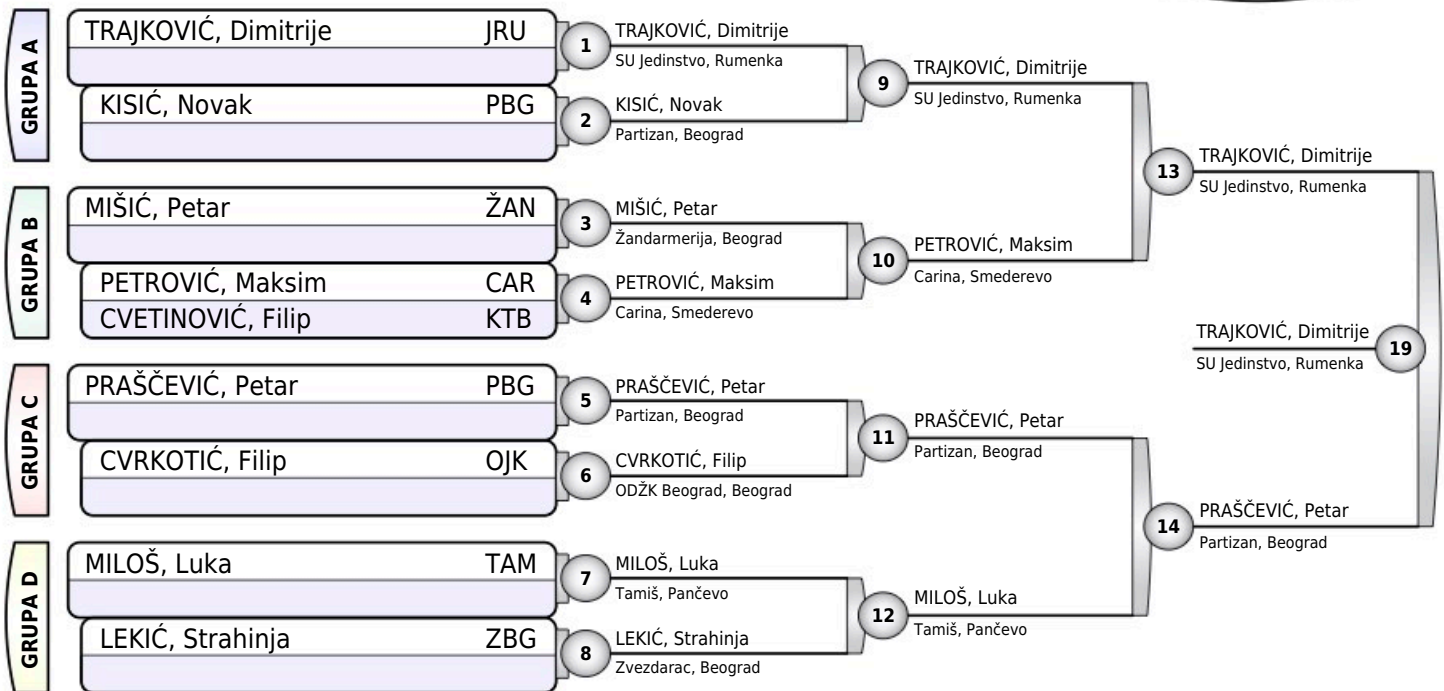 GRUPA A
TRAJKOVIĆ, Dimitrije JRU
KISIĆ, Novak PBG
1
TRAJKOVIĆ, Dimitrije
SU Jedinstvo, Rumenka
2
KISIĆ, Novak
Partizan, Beograd
9
TRAJKOVIĆ, Dimitrije
SU Jedinstvo, Rumenka
GRUPA B
MIŠIĆ, Petar ŽAN
PETROVIĆ, Maksim CAR
CVETINOVIĆ, Filip KTB
3
MIŠIĆ, Petar
Žandarmerija, Beograd
4
PETROVIĆ, Maksim
Carina, Smederevo
10
PETROVIĆ, Maksim
Carina, Smederevo
13
TRAJKOVIĆ, Dimitrije
SU Jedinstvo, Rumenka
GRUPA C
PRAŠČEVIĆ, Petar PBG
CVRKOTIĆ, Filip OJK
5
PRAŠČEVIĆ, Petar
Partizan, Beograd
6
CVRKOTIĆ, Filip
ODŽK Beograd, Beograd
11
PRAŠČEVIĆ, Petar
Partizan, Beograd
GRUPA D
MILOŠ, Luka TAM
LEKIĆ, Strahinja ZBG
7
MILOŠ, Luka
Tamiš, Pančevo
8
LEKIĆ, Strahinja
Zvezdarac, Beograd
12
MILOŠ, Luka
Tamiš, Pančevo
14
PRAŠČEVIĆ, Petar
Partizan, Beograd
TRAJKOVIĆ, Dimitrije
SU Jedinstvo, Rumenka
19